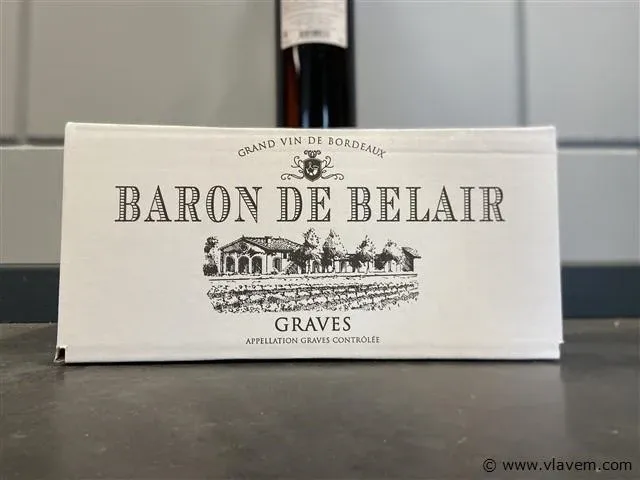 GRAND VIN DE BORDEAUX
BARON DE BELAIR
GRAVES
APPELLATION GRAVES CONTRÔLÉE
© www.vlavem.com